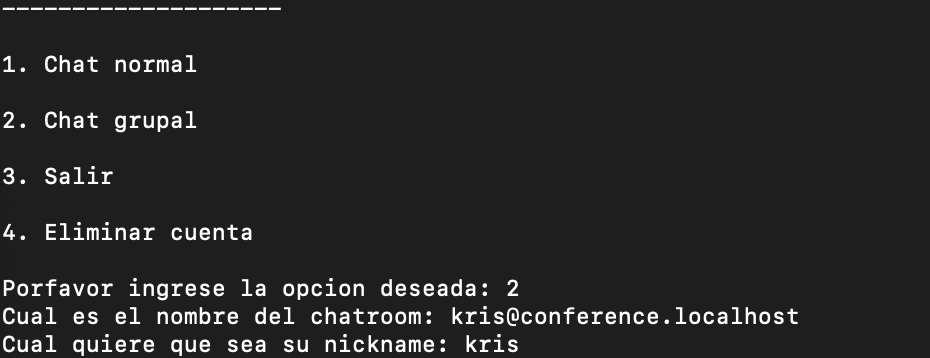 --------------------
1. Chat normal
2. Chat grupal
3. Salir
4. Eliminar cuenta
Porfavor ingrese la opcion deseada: 2
Cual es el nombre del chatroom: kris@conference.localhost
Cual quiere que sea su nickname: kris